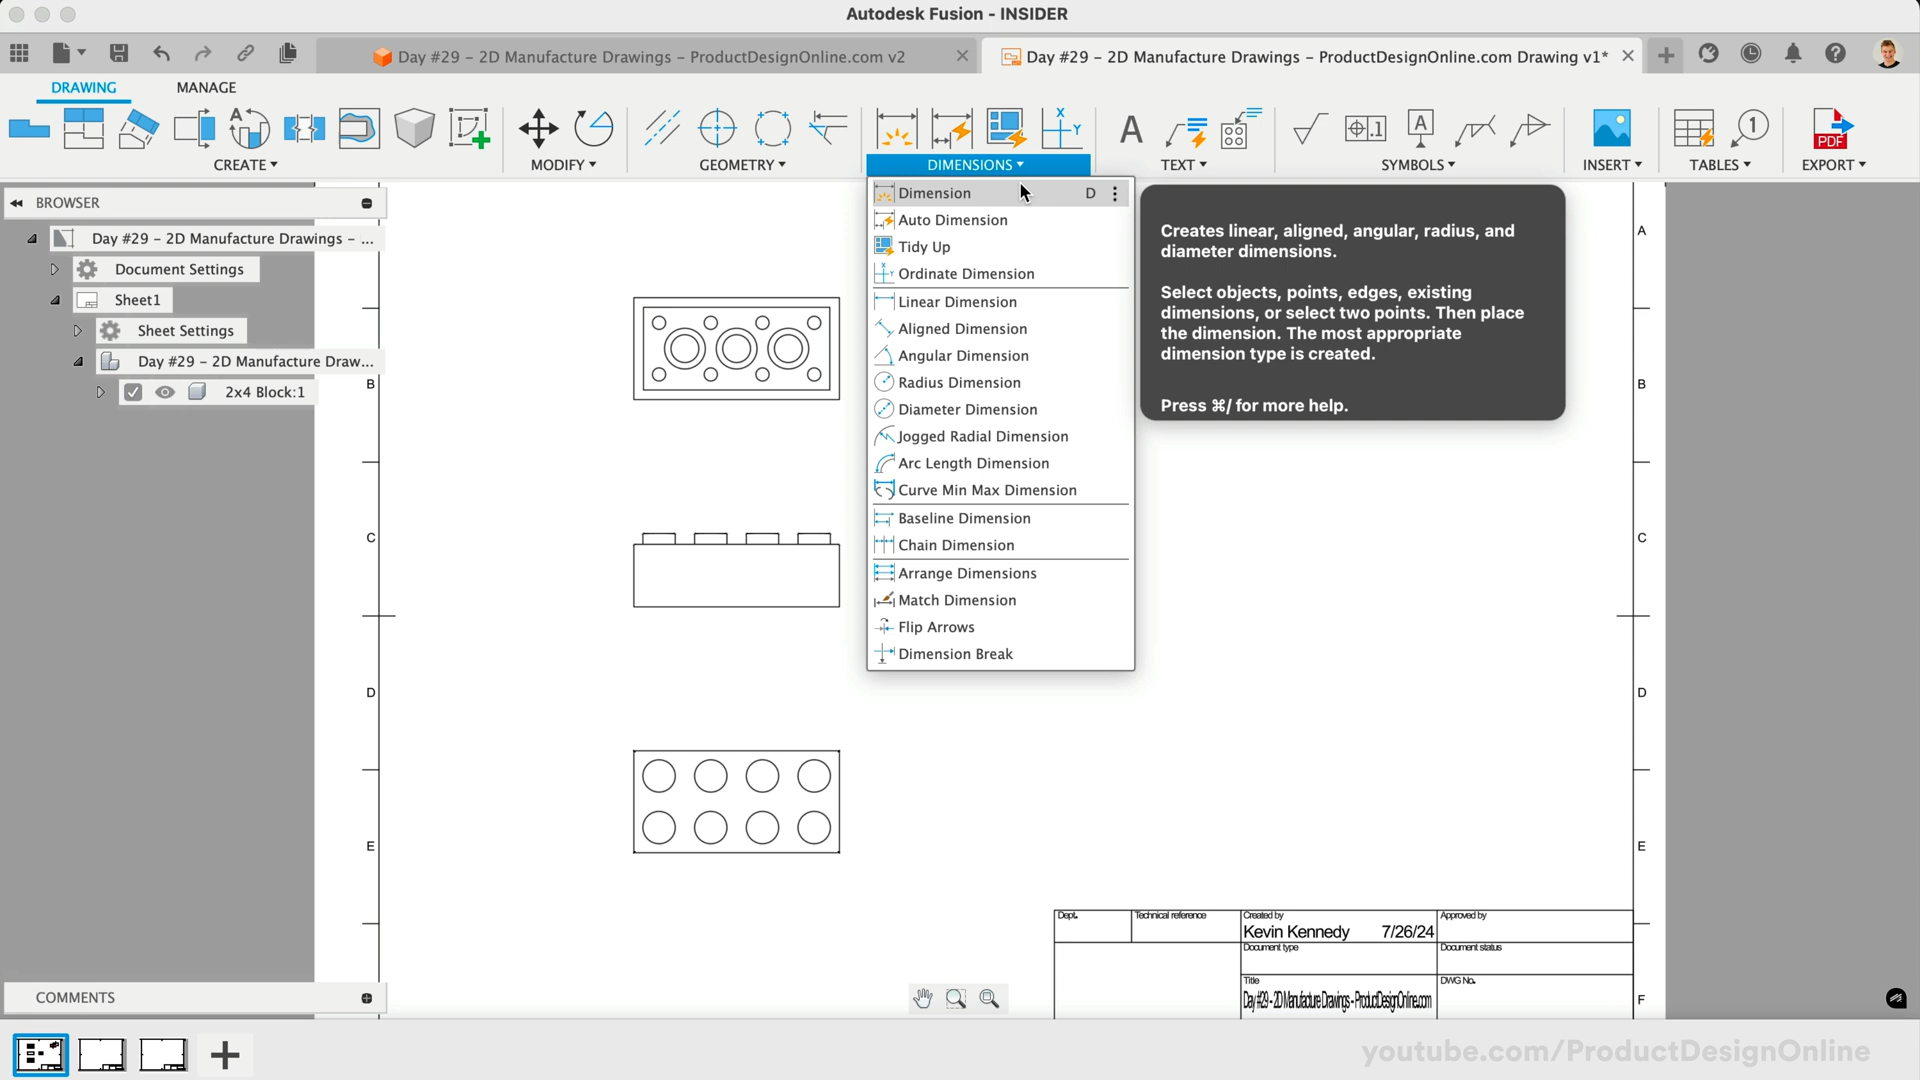 Autodesk Fusion - INSIDER
Day #29 - 2D Manufacture Drawings - ProductDesignOnline.com v2
Day #29 - 2D Manufacture Drawings - ProductDesignOnline.com Drawing v1*
DRAWING
MANAGE
CREATE
MODIFY
GEOMETRY
DIMENSIONS
TEXT
SYMBOLS
INSERT
TABLES
EXPORT
BROWSER
Day #29 - 2D Manufacture Drawings - ...
Document Settings
Sheet1
Sheet Settings
Day #29 - 2D Manufacture Draw...
2x4 Block:1
Dimension D
Auto Dimension
Tidy Up
Ordinate Dimension
Linear Dimension
Aligned Dimension
Angular Dimension
Radius Dimension
Diameter Dimension
Jogged Radial Dimension
Arc Length Dimension
Curve Min Max Dimension
Baseline Dimension
Chain Dimension
Arrange Dimensions
Match Dimension
Flip Arrows
Dimension Break
Creates linear, aligned, angular, radius, and
diameter dimensions.
Select objects, points, edges, existing
dimensions, or select two points. Then place
the dimension. The most appropriate
dimension type is created.
Press ⌘/ for more help.
A
B
B
C
C
D
D
E
E
F
Dept.
Technical reference
Created by
Approved by
Kevin Kennedy 7/26/24
Document type
Document status
Title
DWG No.
Day #29 - 2D Manufacture Drawings - ProductDesignOnline.com
COMMENTS
youtube.com/ProductDesignOnline